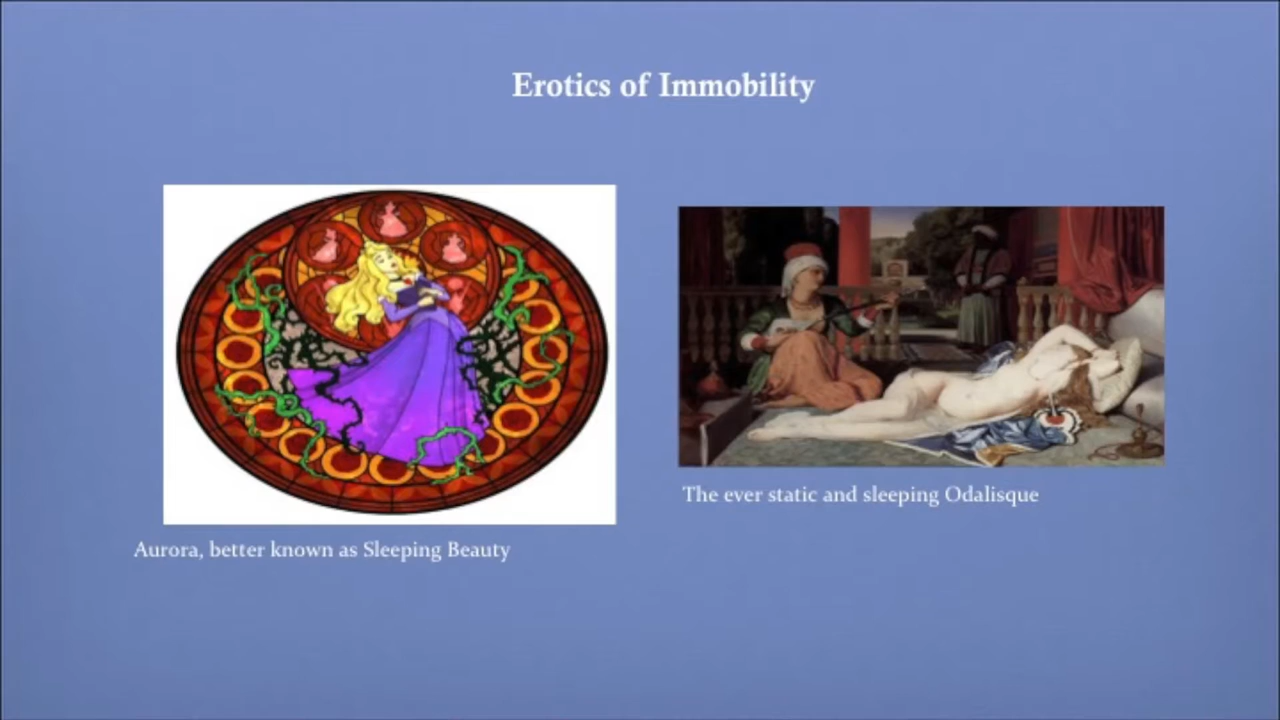 Erotics of Immobility
The ever static and sleeping Odalisque
Aurora, better known as Sleeping Beauty